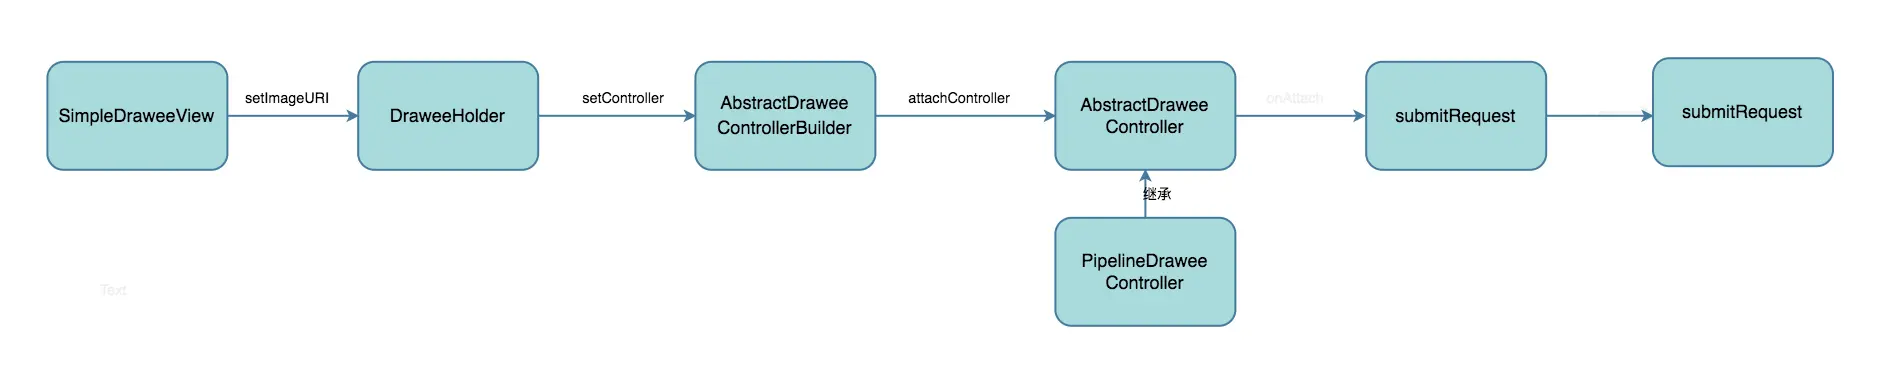 setImageURI
setController
attachController
onAttach
SimpleDraweeView
DraweeHolder
AbstractDrawee
ControllerBuilder
AbstractDrawee
Controller
submitRequest
submitRequest
继承
PipelineDrawee
Controller
Text